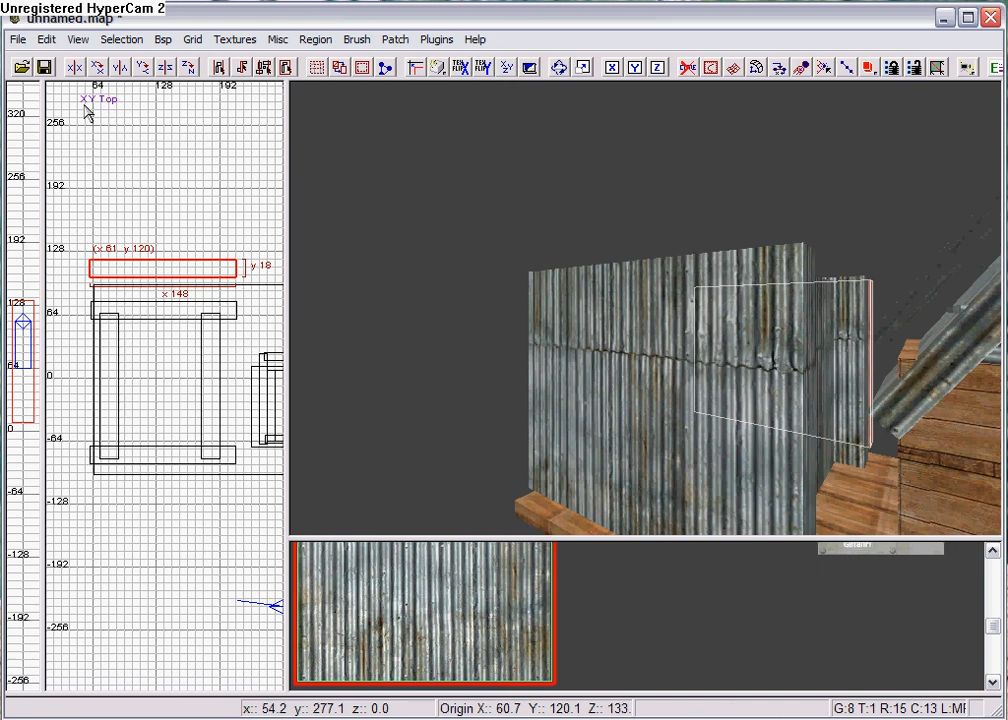 Unregistered HyperCam 2
unnamed.map *
File Edit View Selection Bsp Grid Textures Misc Region Brush Patch Plugins Help
64 128 192
XY Top
320
256
256
192
192
128
(x 61 y 120)
y 18
x 148
128
64
64
0
0
-64
-64
-128
-128
-192
-192
-256
-256
x:: 54.2 y:: 277.1 z:: 0.0
Origin X:: 60.7 Y:: 120.1 Z:: 133.
G:8 T:1 R:15 C:13 L:MF